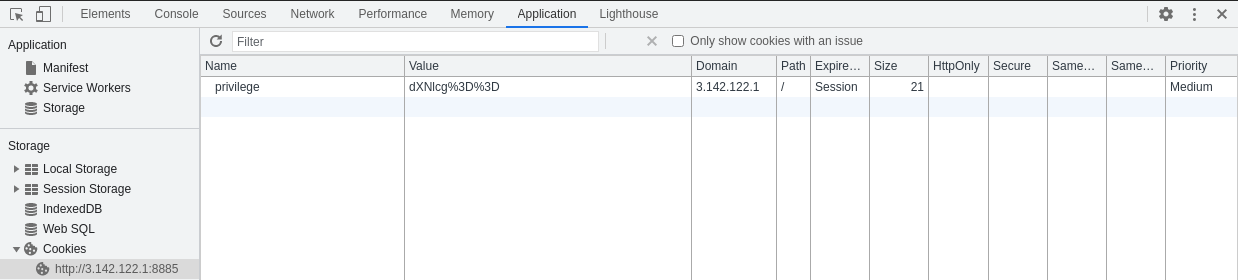 Elements Console Sources Network Performance Memory Application Lighthouse
Application
Manifest
Service Workers
Storage
Storage
Local Storage
Session Storage
IndexedDB
Web SQL
Cookies
http://3.142.122.1:8885
Filter Only show cookies with an issue
Name Value Domain Path Expire… Size HttpOnly Secure Same… Same… Priority
privilege dXNlcg%3D%3D 3.142.122.1 / Session 21 Medium